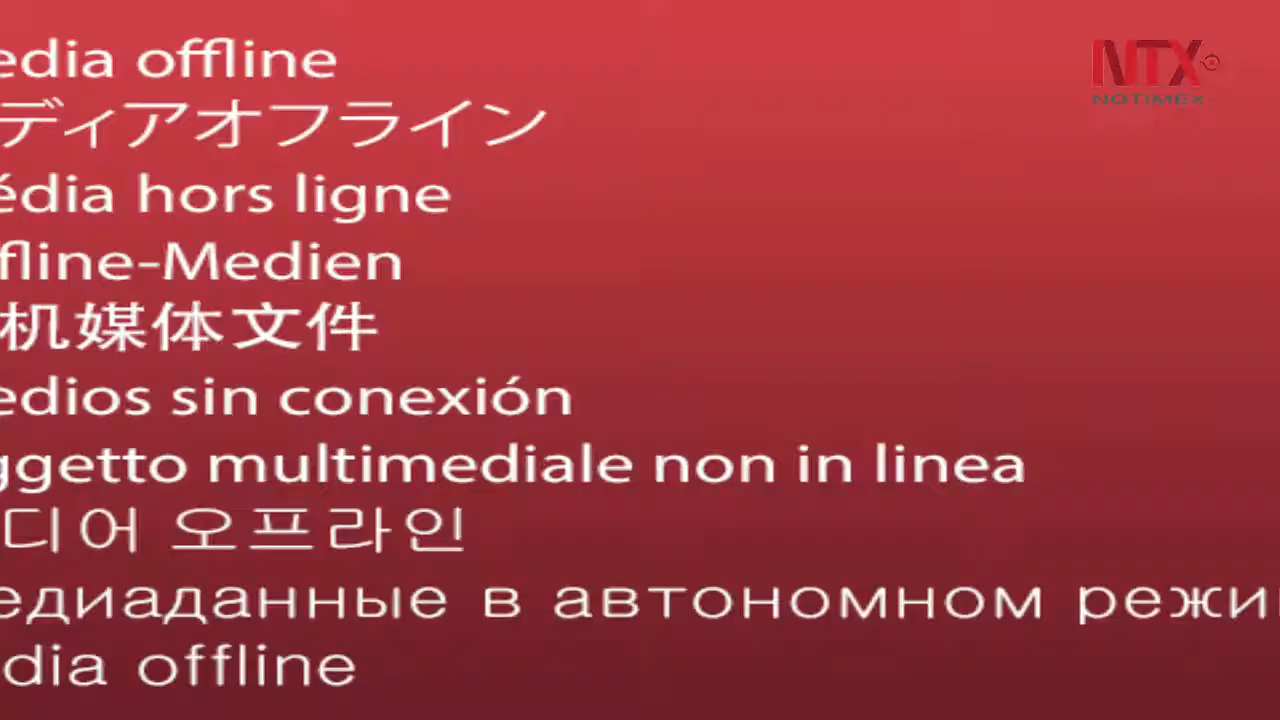 edia offline
ディアオフライン
édia hors ligne
fline-Medien
机媒体文件
edios sin conexión
ggetto multimediale non in linea
디어 오프라인
едиаданные в автономном режи
dia offline
NTX
NOTIMEX